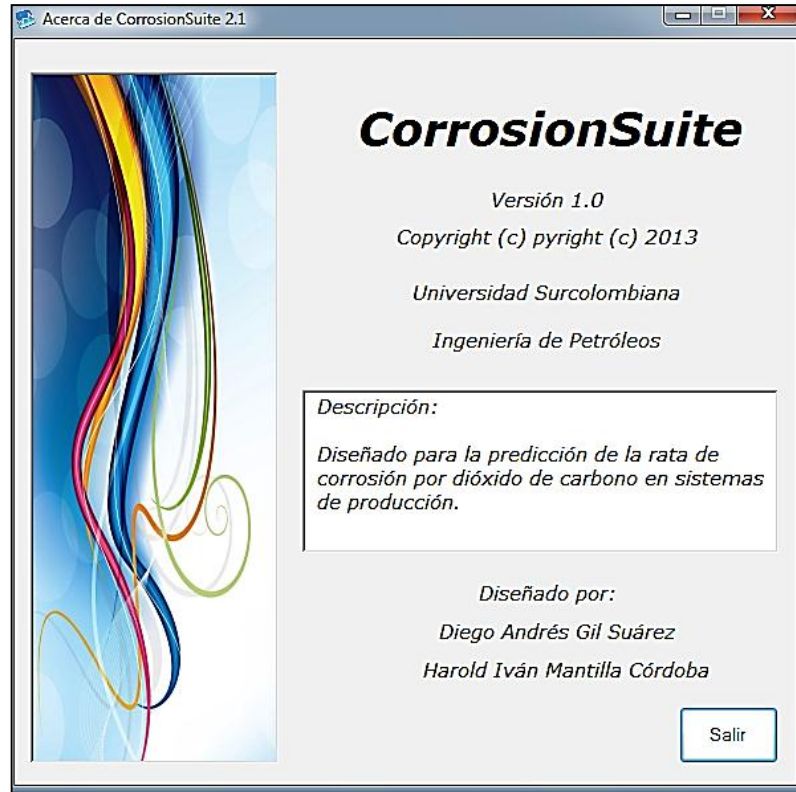 Acerca de CorrosionSuite 2.1
CorrosionSuite
Versión 1.0
Copyright (c) pyright (c) 2013
Universidad Surcolombiana
Ingeniería de Petróleos
Descripción:
Diseñado para la predicción de la rata de
corrosión por dióxido de carbono en sistemas
de producción.
Diseñado por:
Diego Andrés Gil Suárez
Harold Iván Mantilla Córdoba
Salir